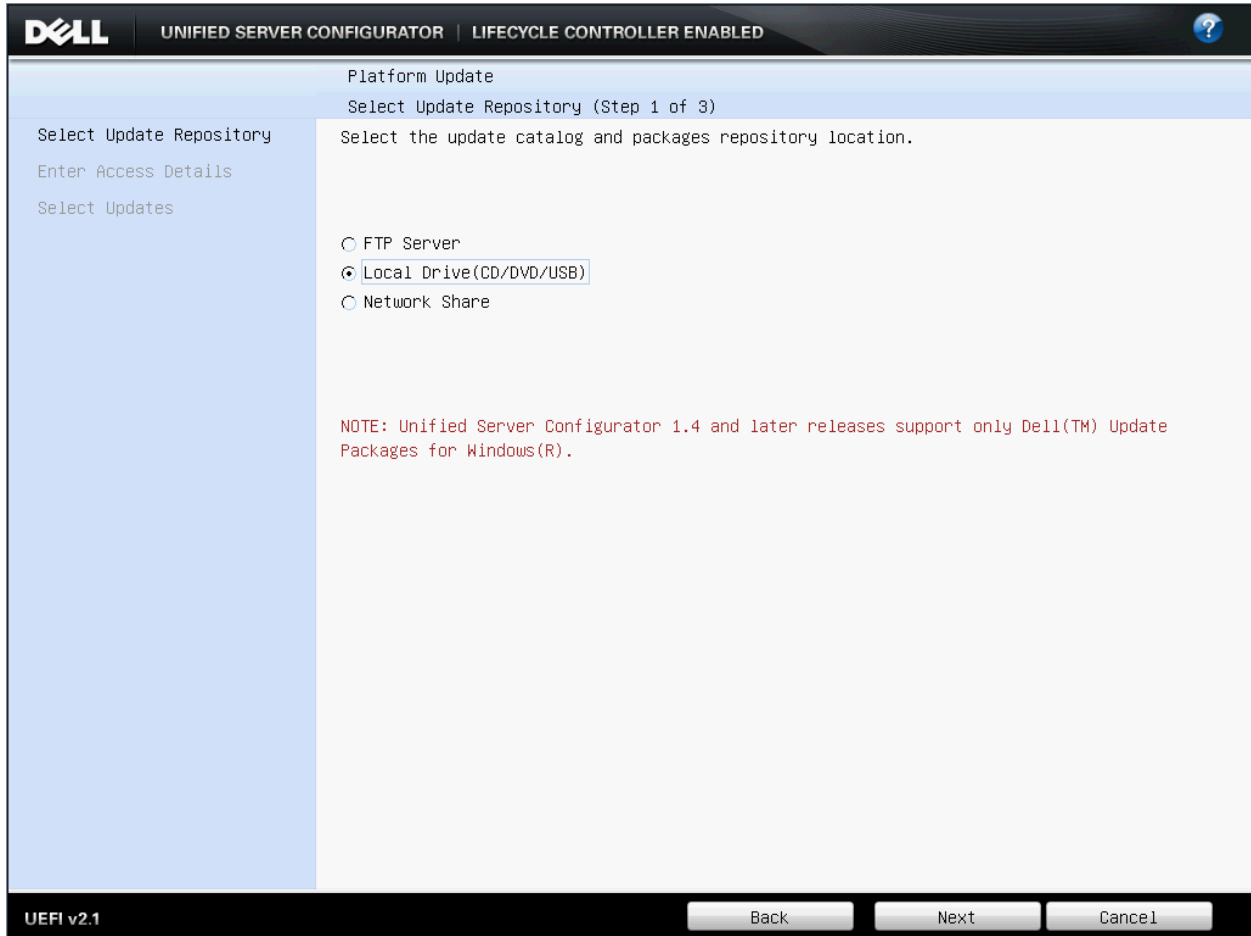 DELL UNIFIED SERVER CONFIGURATOR | LIFECYCLE CONTROLLER ENABLED ?
Platform Update
Select Update Repository (Step 1 of 3)
Select Update Repository
Enter Access Details
Select Updates
Select the update catalog and packages repository location.
FTP Server
Local Drive(CD/DVD/USB)
Network Share
NOTE: Unified Server Configurator 1.4 and later releases support only Dell(TM) Update
Packages for Windows(R).
UEFI v2.1
Back
Next
Cancel